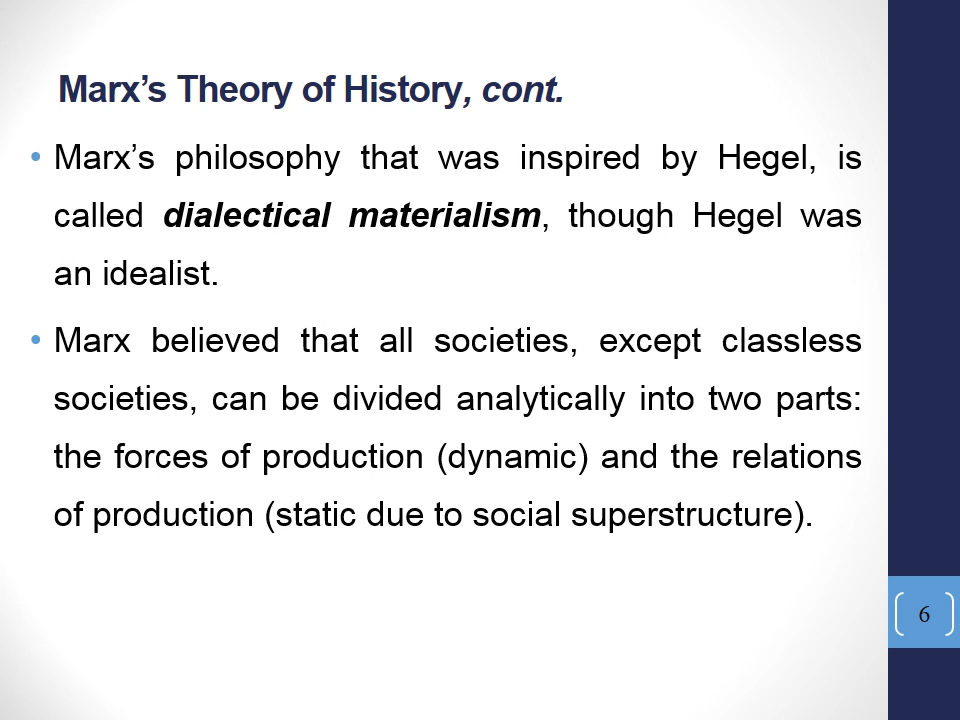 Marx’s Theory of History, cont.
• Marx’s philosophy that was inspired by Hegel, is
called dialectical materialism, though Hegel was
an idealist.
• Marx believed that all societies, except classless
societies, can be divided analytically into two parts:
the forces of production (dynamic) and the relations
of production (static due to social superstructure).
6